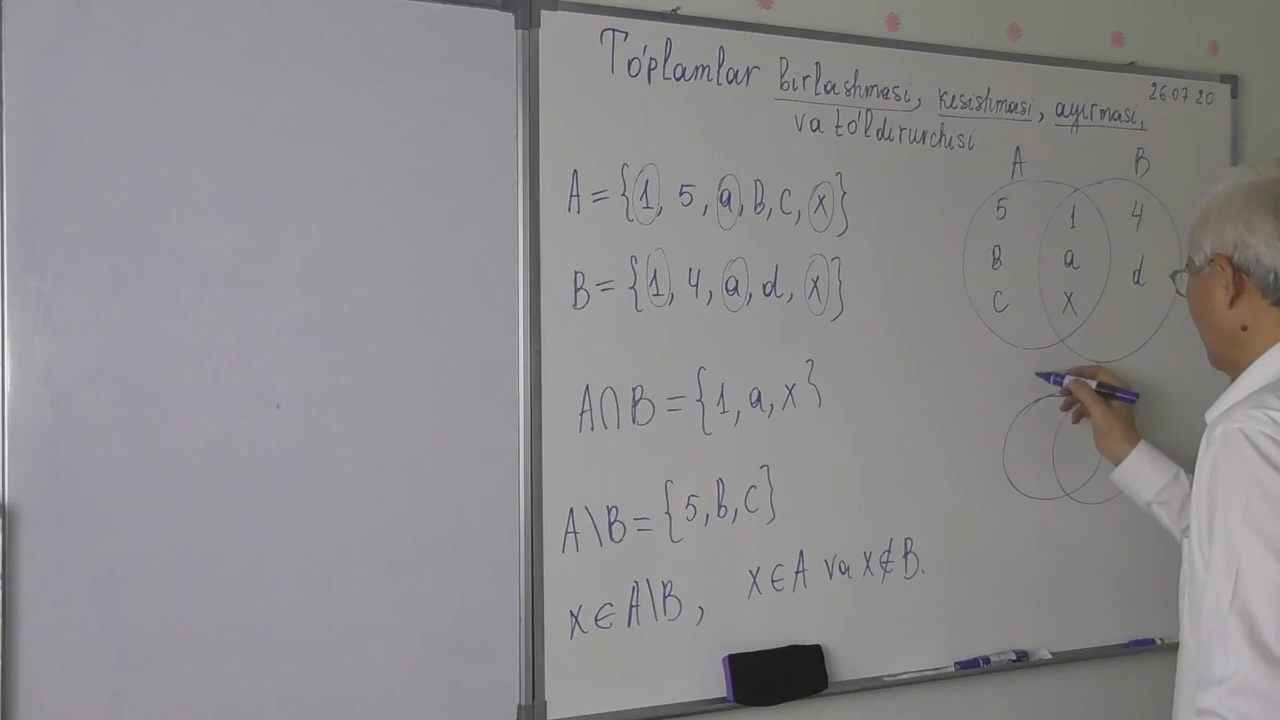 To'plamlar birlashmasi, kesishmasi, ayirmasi,
va to'ldiruvchisi
26.07 20
A = {1, 5, a, B, C, x}
B = {1, 4, a, d, x}
A∩B = {1, a, x}
A\B = {5, B, C}
x ∈ A\B, x ∈ A va x ∉ B.
A B
5 1 4
B a d
C x